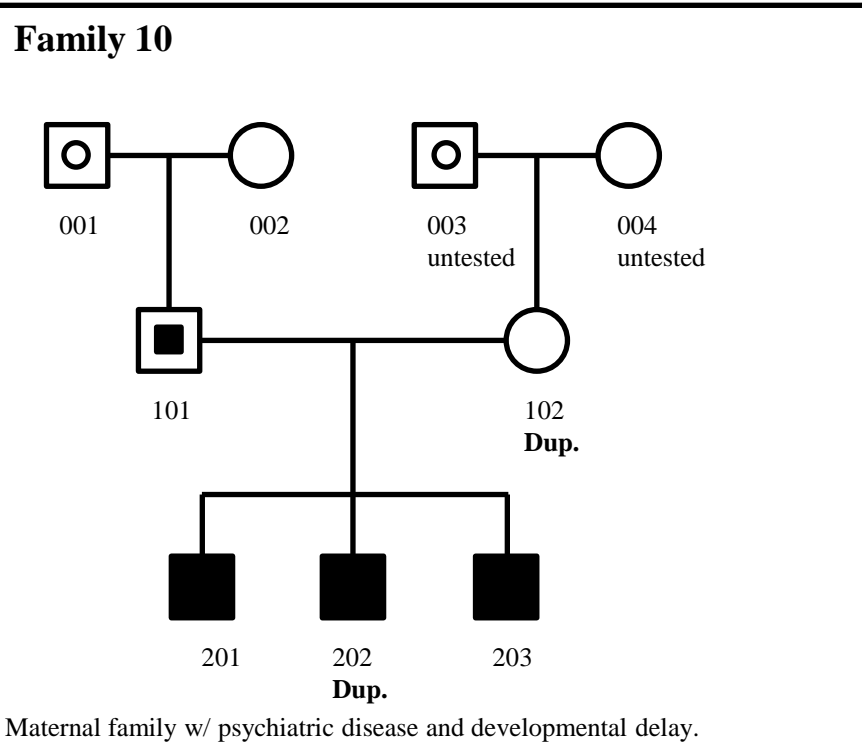 Family 10
001 002 003 004
untested untested
101 102
Dup.
201 202 203
Dup.
Maternal family w/ psychiatric disease and developmental delay.